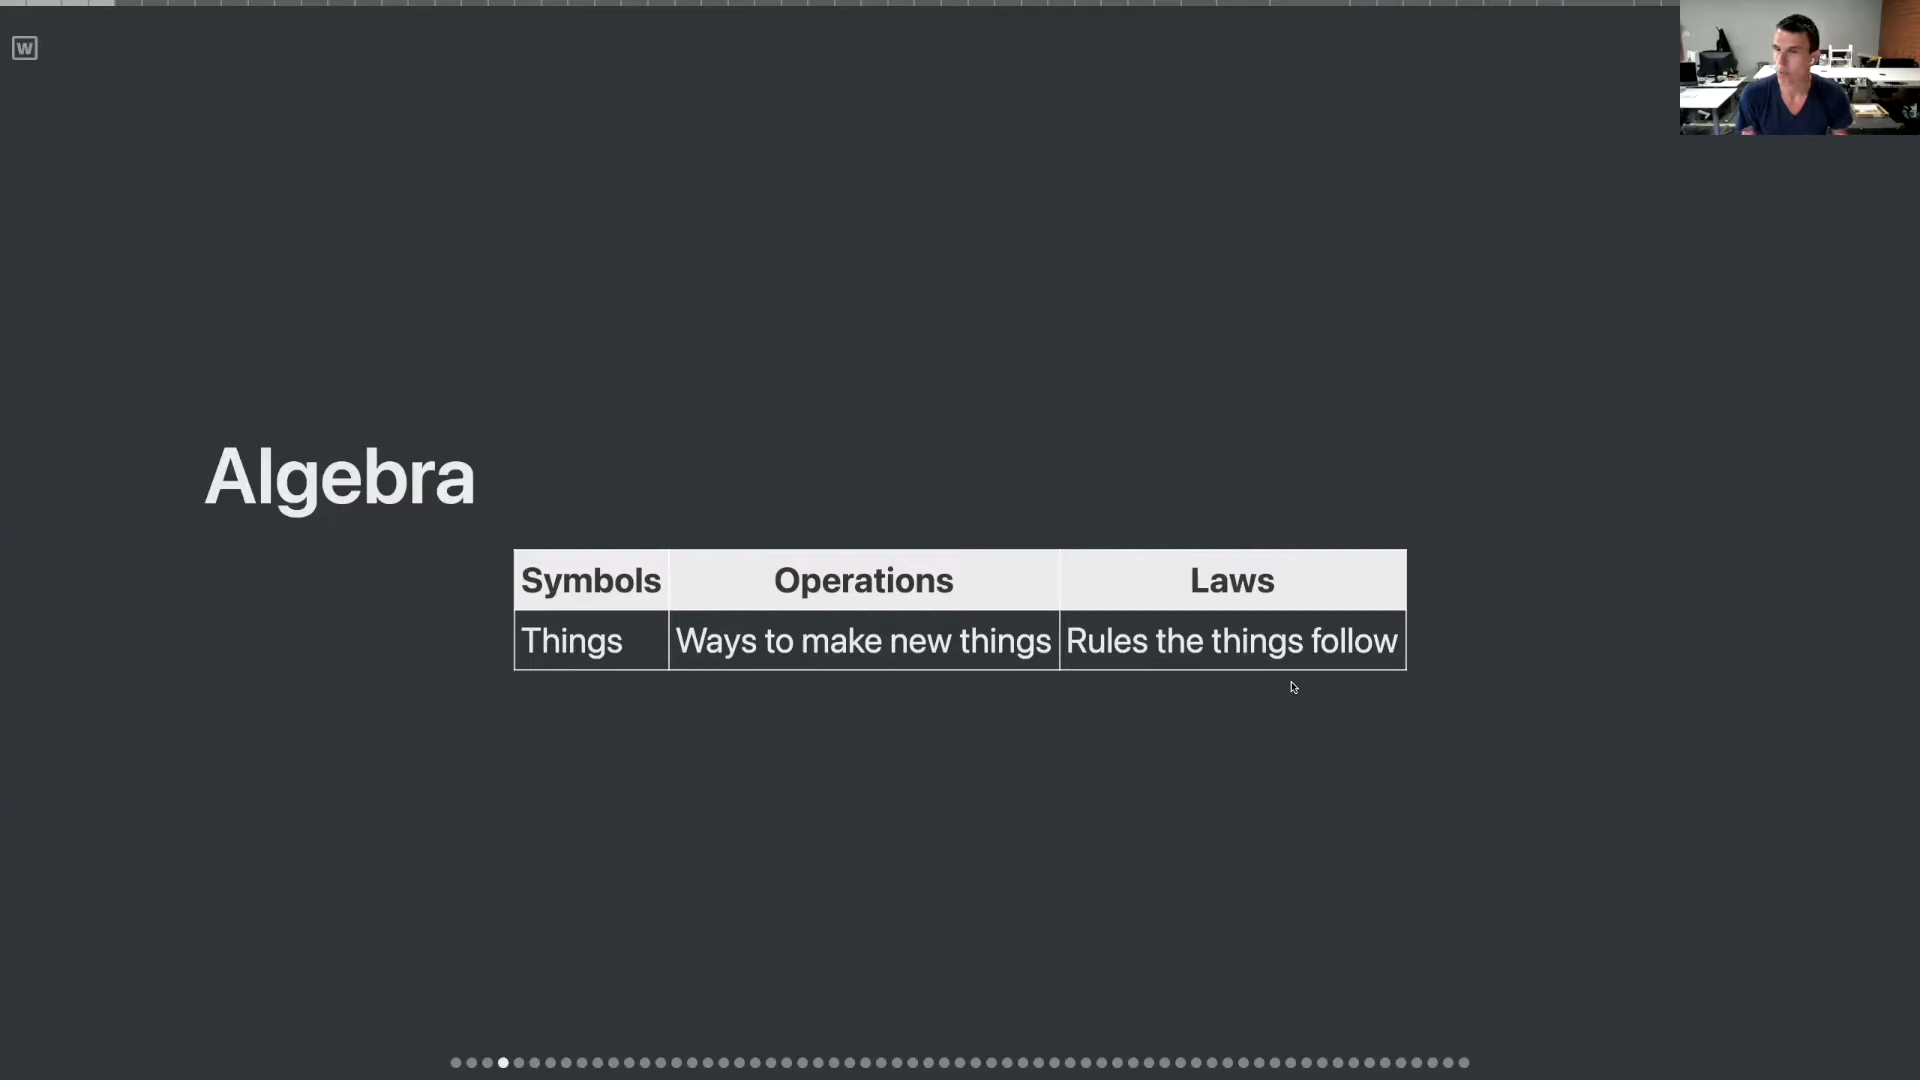 W
Algebra
Symbols Operations Laws
Things Ways to make new things Rules the things follow